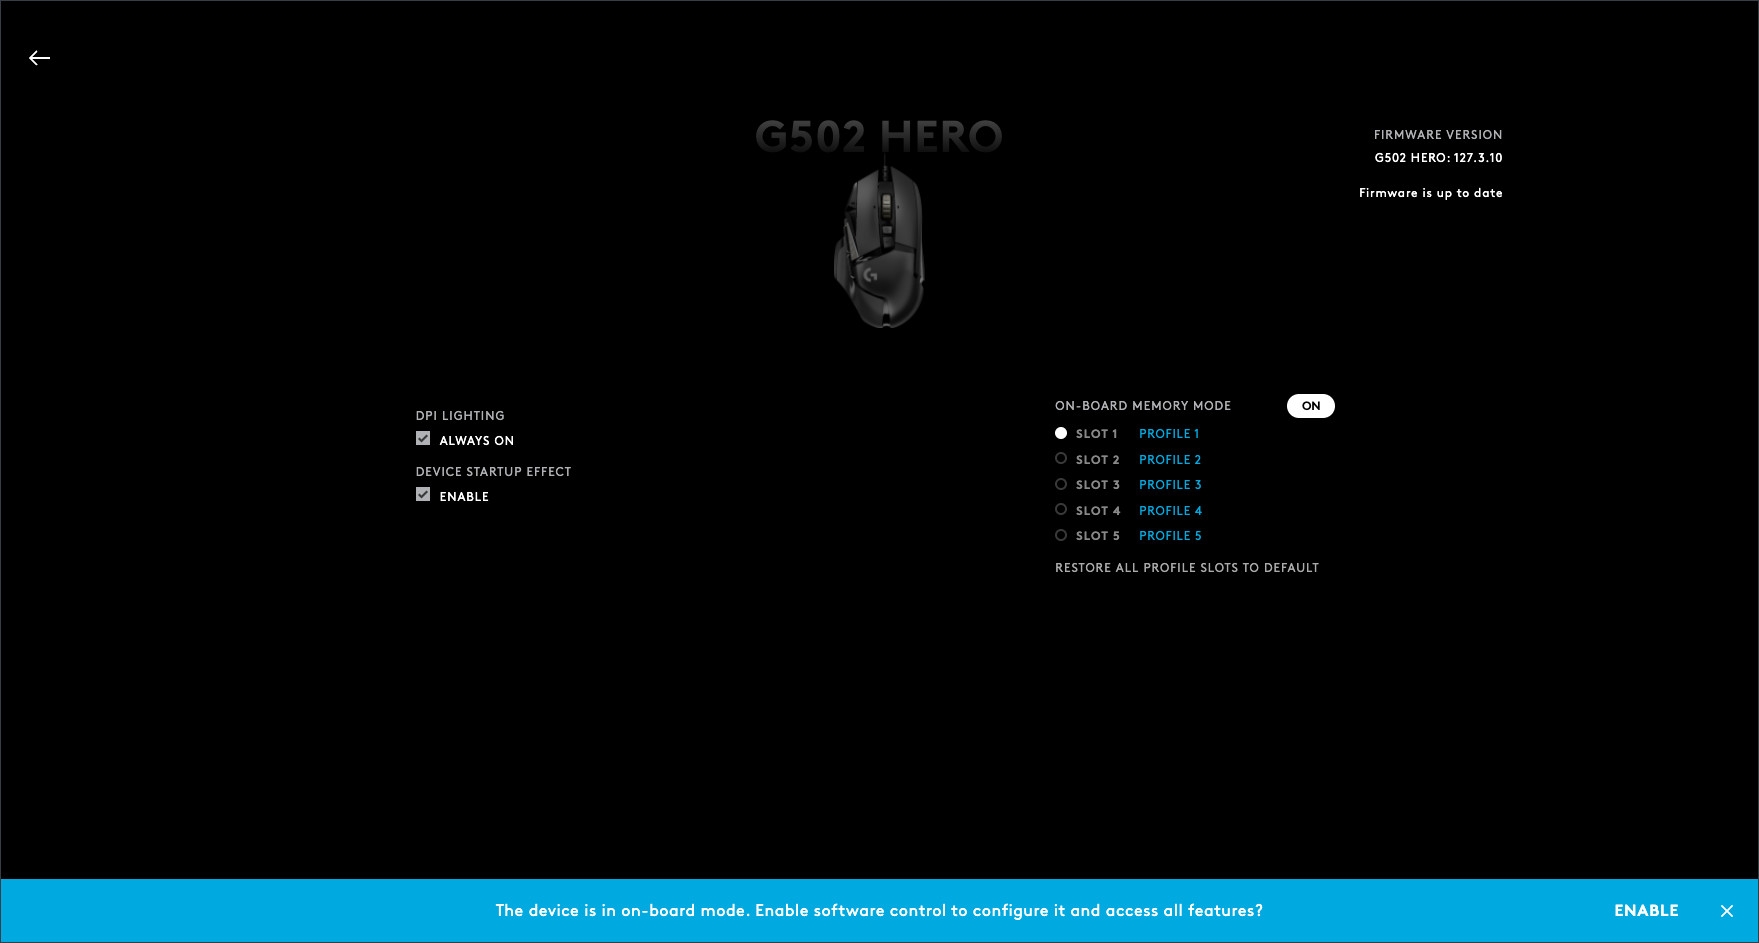 G502 HERO
FIRMWARE VERSION
G502 HERO: 127.3.10
Firmware is up to date
DPI LIGHTING
ALWAYS ON
DEVICE STARTUP EFFECT
ENABLE
ON-BOARD MEMORY MODE ON
SLOT 1 PROFILE 1
SLOT 2 PROFILE 2
SLOT 3 PROFILE 3
SLOT 4 PROFILE 4
SLOT 5 PROFILE 5
RESTORE ALL PROFILE SLOTS TO DEFAULT
The device is in on-board mode. Enable software control to configure it and access all features? ENABLE